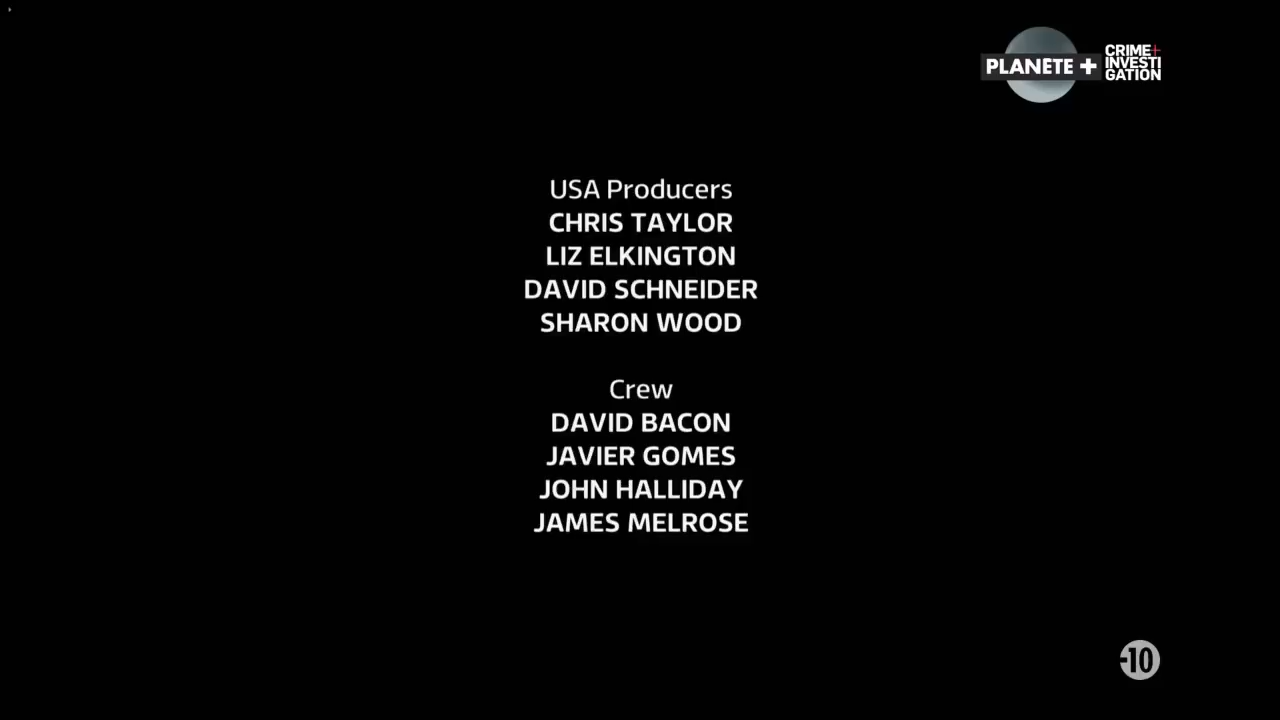 PLANETE +
CRIME+
INVESTI
GATION
USA Producers
CHRIS TAYLOR
LIZ ELKINGTON
DAVID SCHNEIDER
SHARON WOOD
Crew
DAVID BACON
JAVIER GOMES
JOHN HALLIDAY
JAMES MELROSE
-10